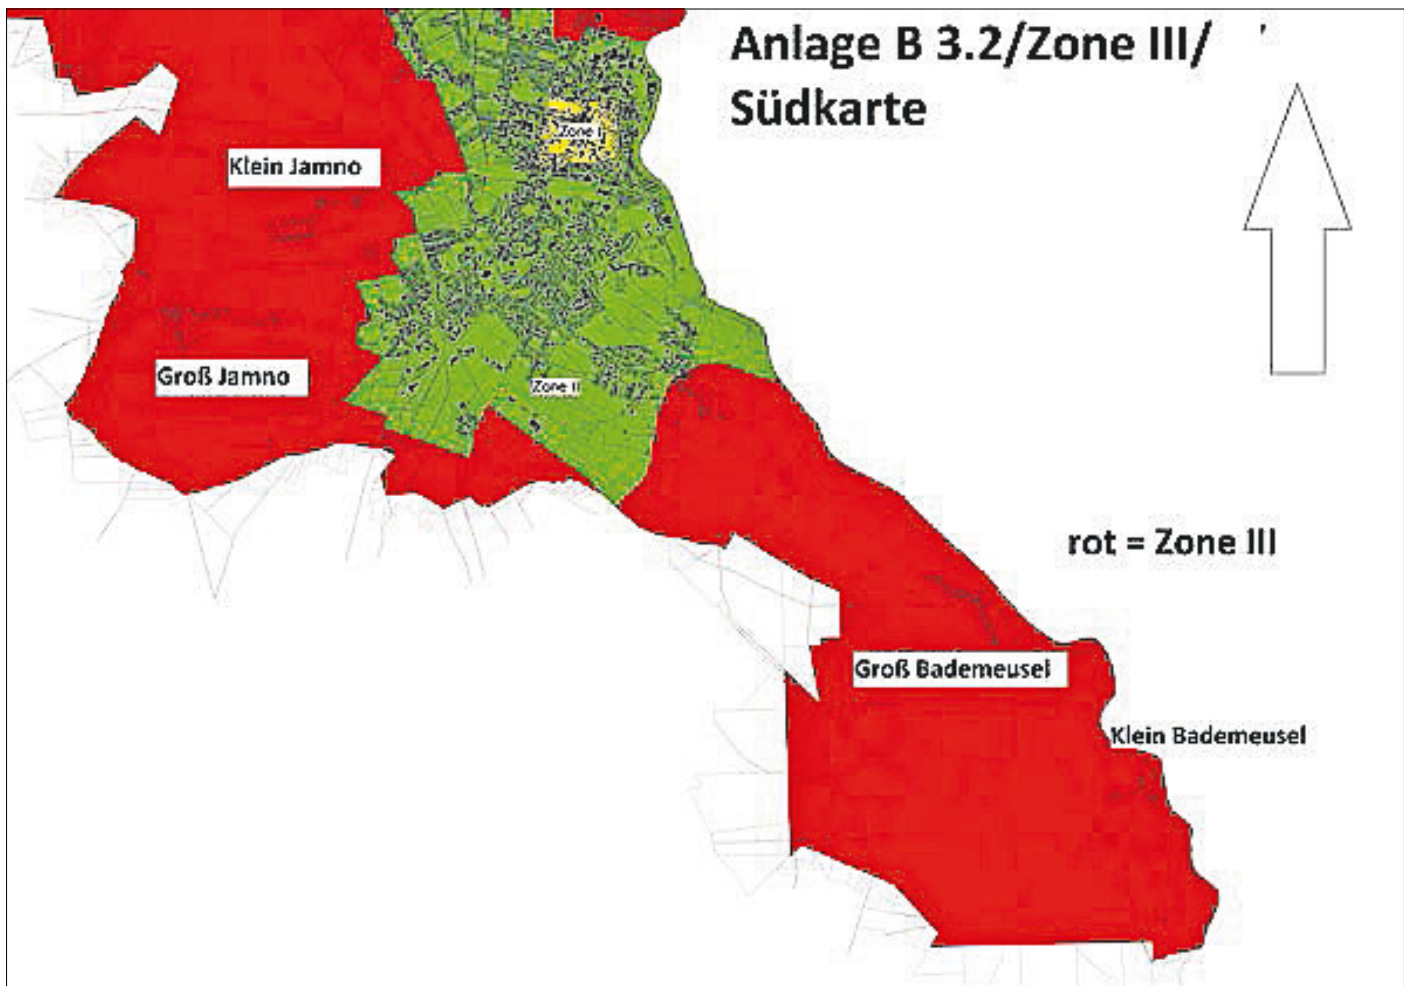 Anlage B 3.2/Zone III/
Südkarte
Zone I
Klein Jamno
Groß Jamno
Zone II
rot = Zone III
Groß Bademeusel
Klein Bademeusel